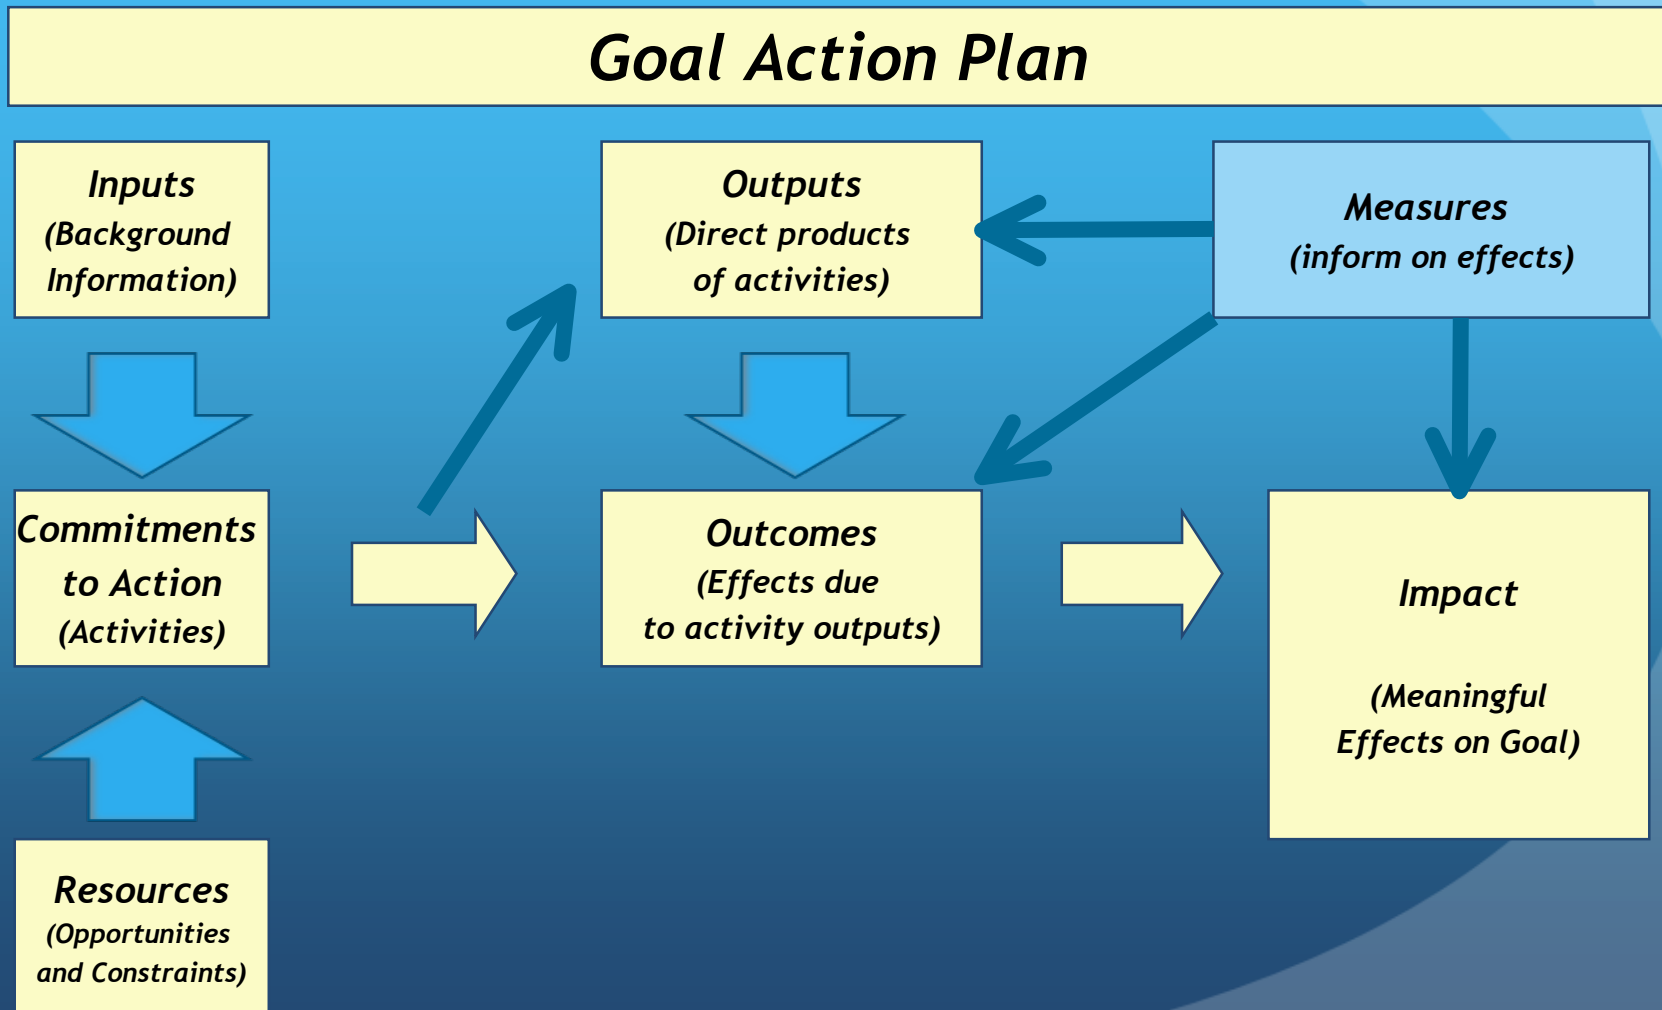 Goal Action Plan
Inputs
(Background
Information)
Outputs
(Direct products
of activities)
Measures
(inform on effects)
Commitments
to Action
(Activities)
Outcomes
(Effects due
to activity outputs)
Impact
(Meaningful
Effects on Goal)
Resources
(Opportunities
and Constraints)